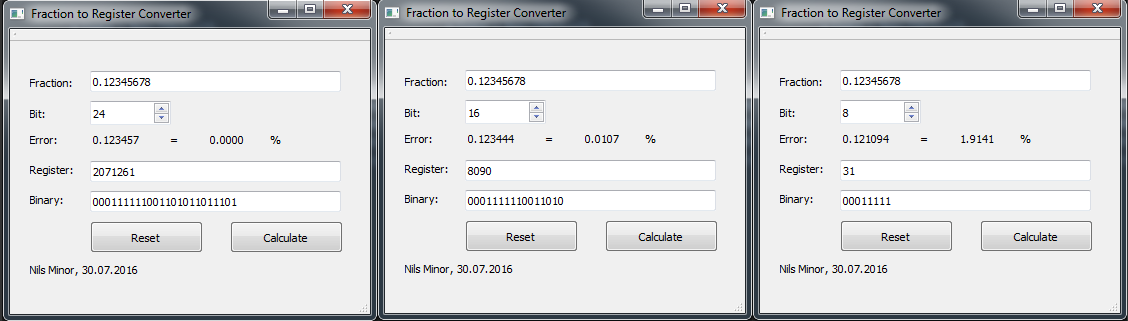 Fraction to Register Converter
Fraction: 0.12345678
Bit: 24
Error: 0.123457 = 0.0000 %
Register: 2071261
Binary: 000111111001101011011101
Reset Calculate
Nils Minor, 30.07.2016
Fraction to Register Converter
Fraction: 0.12345678
Bit: 16
Error: 0.123444 = 0.0107 %
Register: 8090
Binary: 0001111110011010
Reset Calculate
Nils Minor, 30.07.2016
Fraction to Register Converter
Fraction: 0.12345678
Bit: 8
Error: 0.121094 = 1.9141 %
Register: 31
Binary: 00011111
Reset Calculate
Nils Minor, 30.07.2016